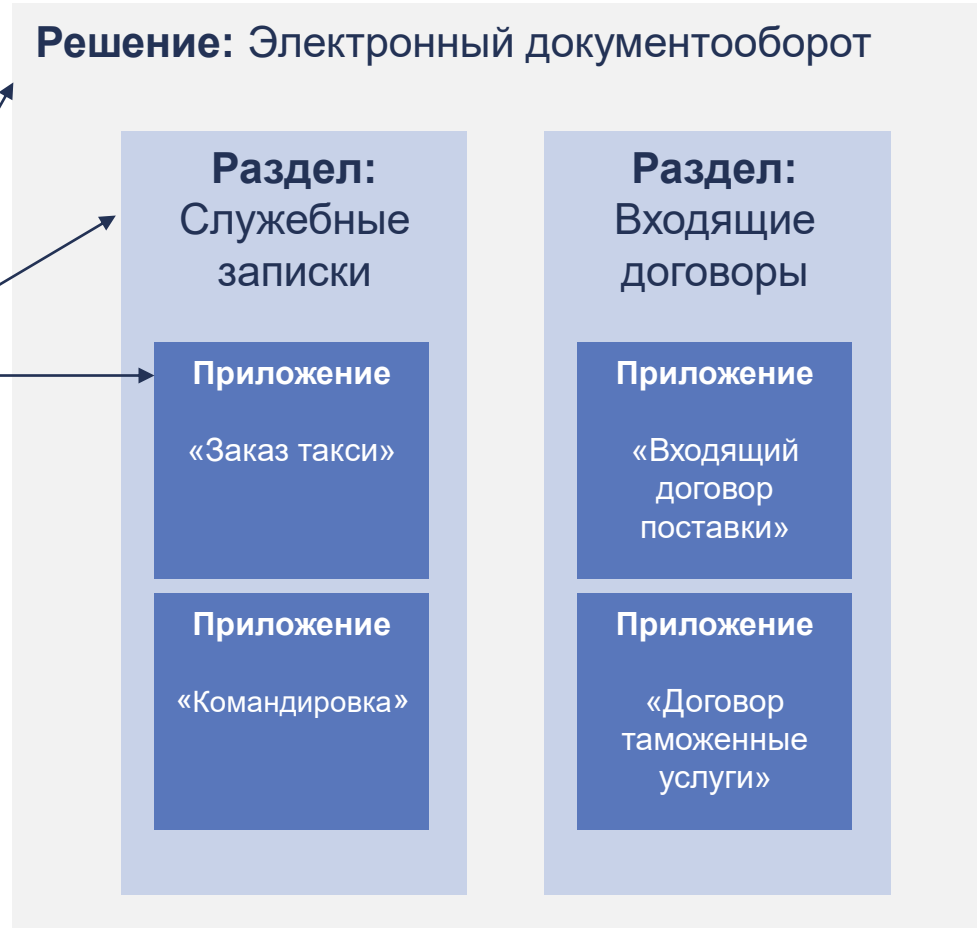 Решение: Электронный документооборот
Раздел:
Служебные
записки
Приложение
«Заказ такси»
Приложение
«Командировка»
Раздел:
Входящие
договоры
Приложение
«Входящий
договор
поставки»
Приложение
«Договор
таможенные
услуги»